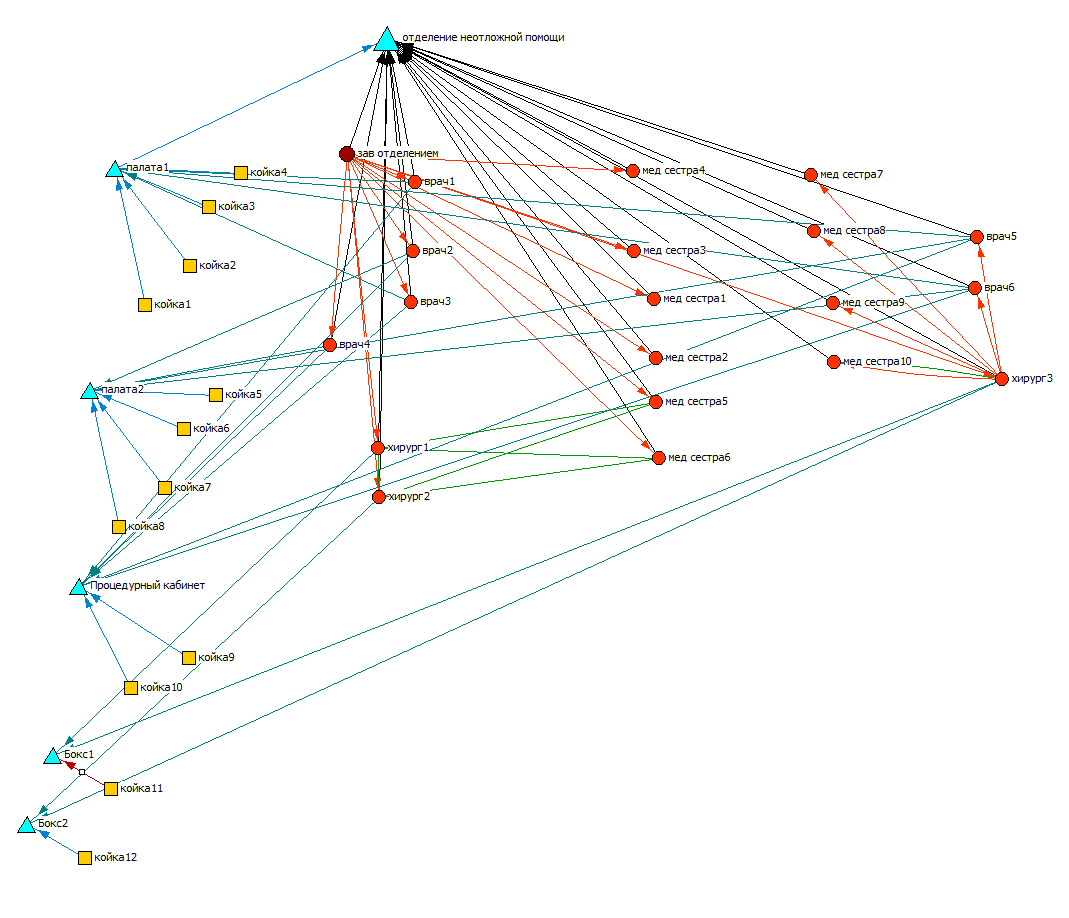 отделение неотложной помощи
зав отделением
палата1
койка4
врач1
мед сестра4
мед сестра7
койка3
мед сестра8
врач5
койка2
врач2
мед сестра3
койка1
врач3
мед сестра1
мед сестра9
врач6
врач4
мед сестра2
мед сестра10
хирург3
палата2
койка5
мед сестра5
койка6
хирург1
мед сестра6
койка7
хирург2
койка8
Процедурный кабинет
койка9
койка10
Бокс1
койка11
Бокс2
койка12